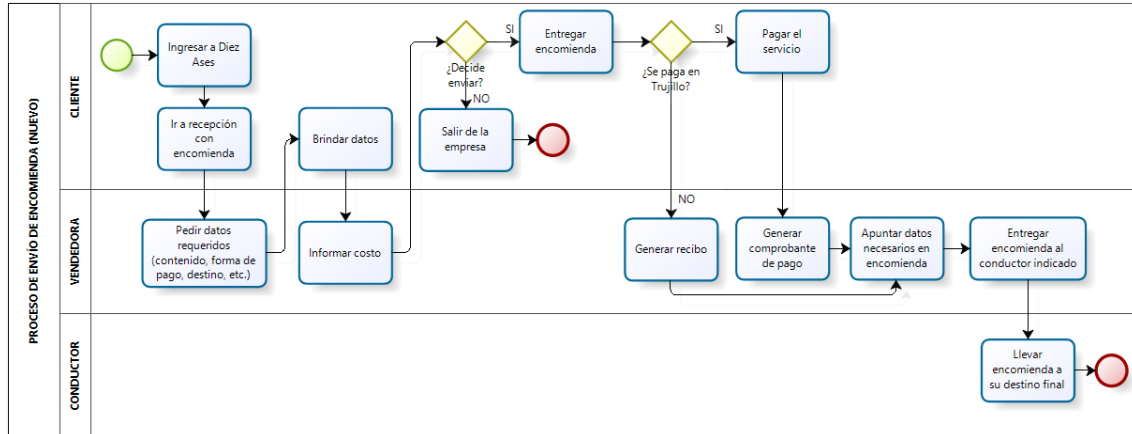 PROCESO DE ENVÍO DE ENCOMIENDA (NUEVO)
CLIENTE
Ingresar a Diez
Ases
Ir a recepción
con
encomienda
Brindar datos
¿Decide
enviar?
SI
NO
Salir de la
empresa
Entregar
encomienda
¿Se paga en
Trujillo?
SI
NO
Pagar el
servicio
VENDEDORA
Pedir datos
requeridos
(contenido, forma de
pago, destino, etc.)
Informar costo
Generar recibo
Generar
comprobante
de pago
Apuntar datos
necesarios en
encomienda
Entregar
encomienda al
conductor indicado
CONDUCTOR
Llevar
encomienda a
su destino final